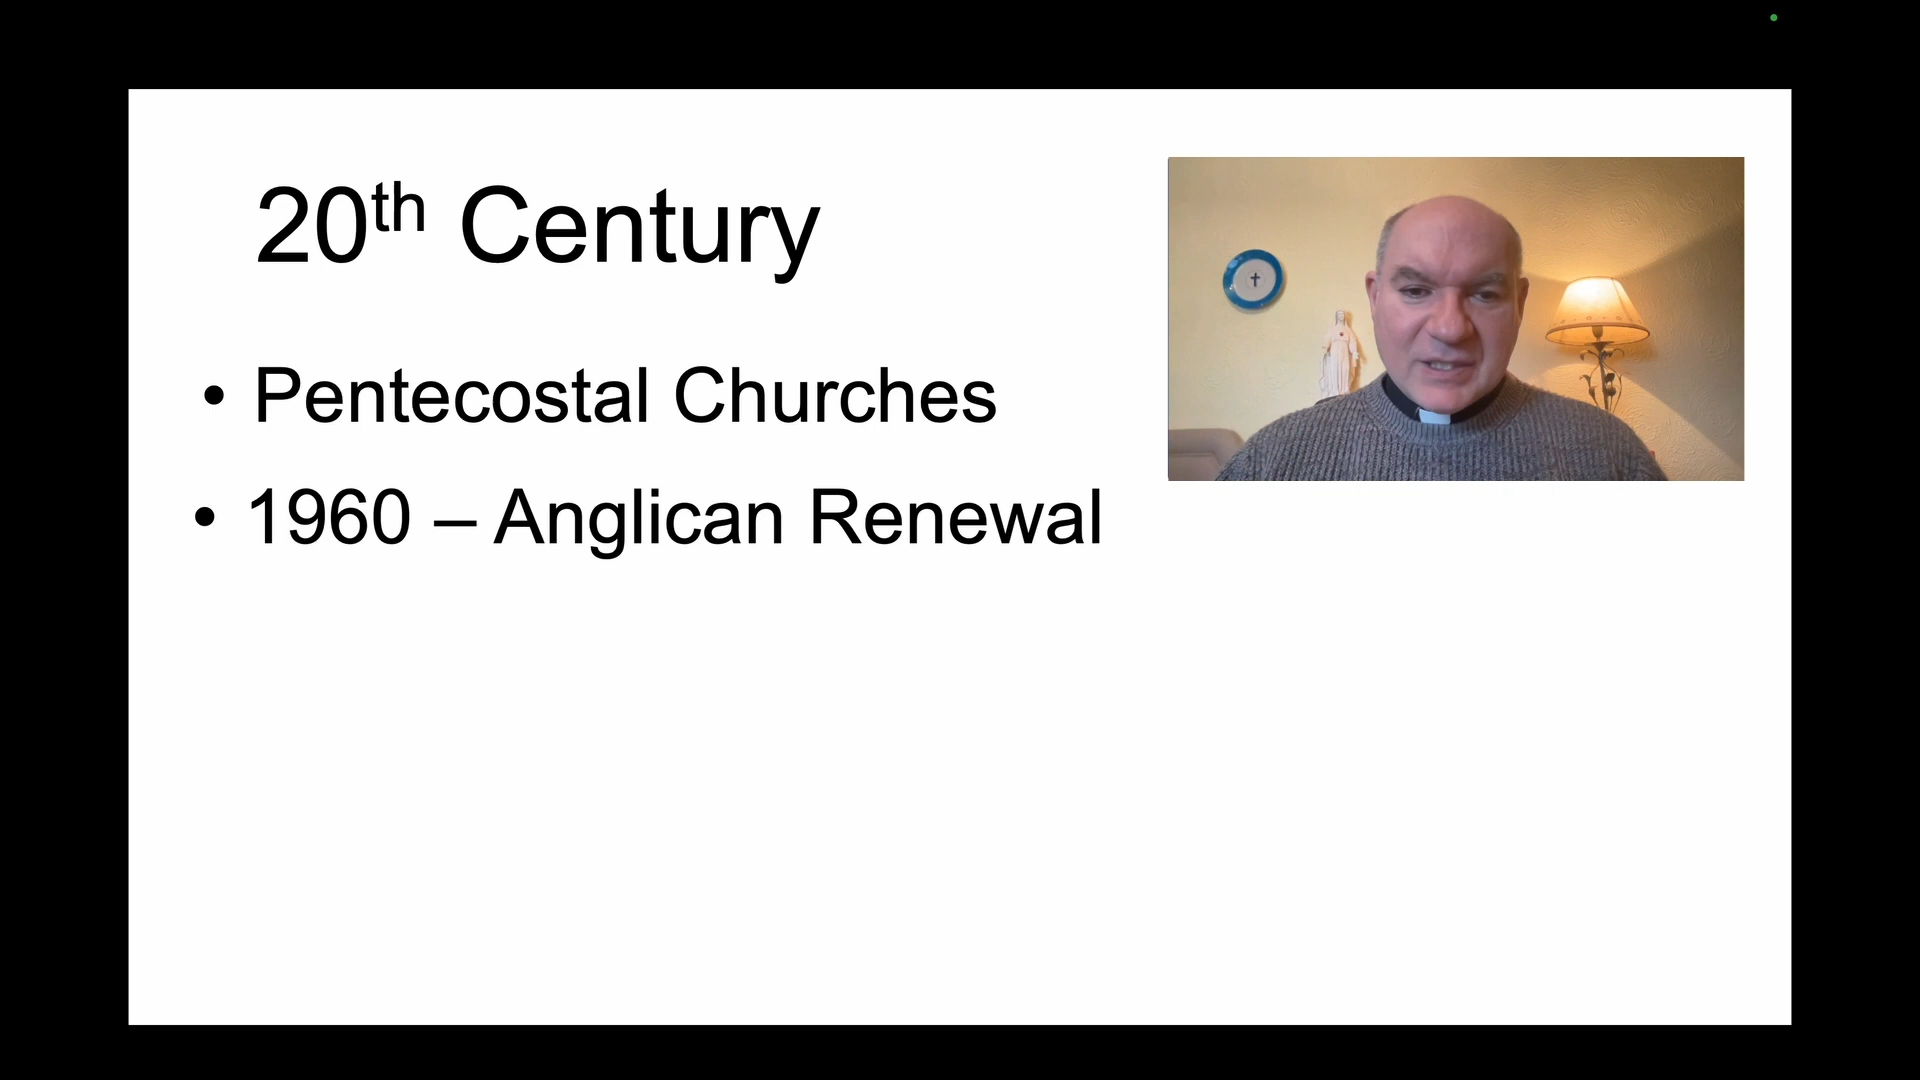 20th Century
• Pentecostal Churches
• 1960 – Anglican Renewal